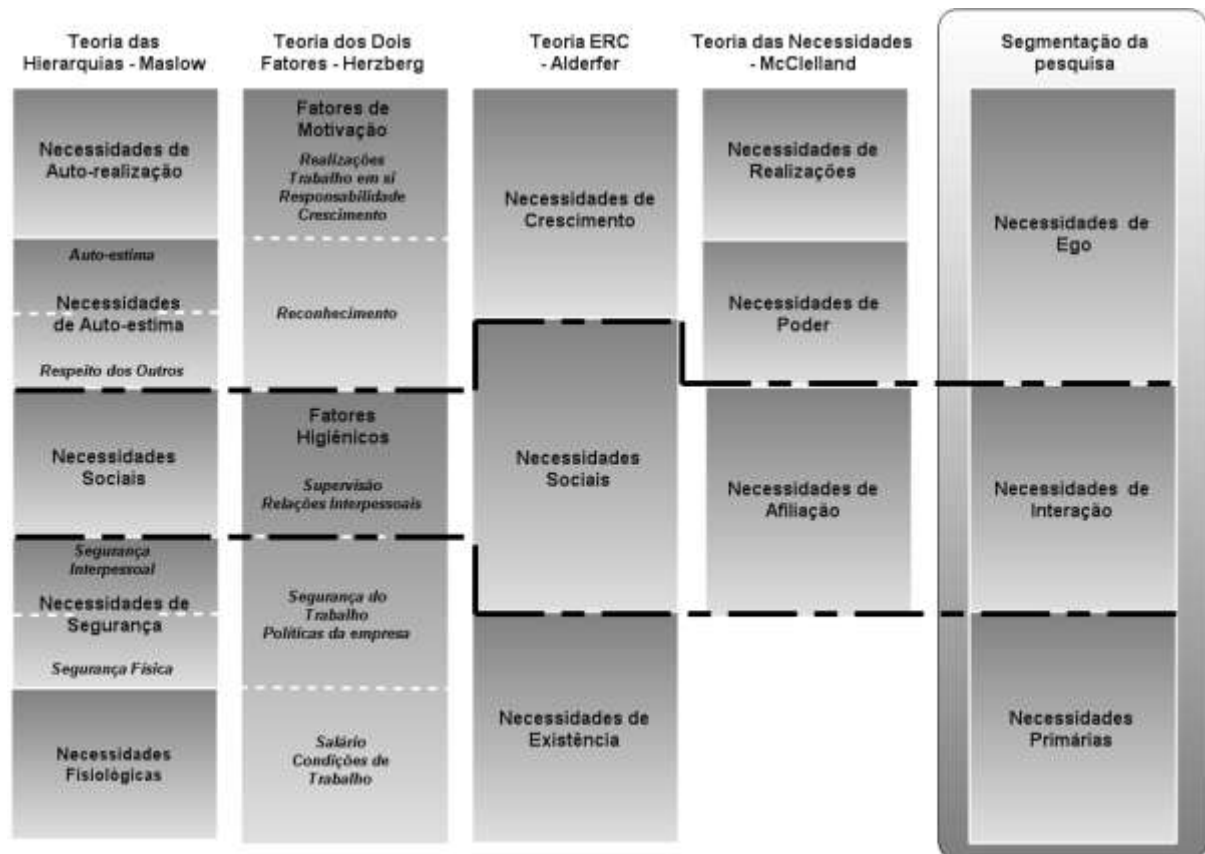 Teoria das
Hierarquias - Maslow
Necessidades de
Auto-realização
Auto-estima
Necessidades
de Auto-estima
Respeito dos Outros
Necessidades
Sociais
Segurança
Interpessoal
Necessidades de
Segurança
Segurança Física
Necessidades
Fisiológicas
Teoria dos Dois
Fatores - Herzberg
Fatores de
Motivação
Realizações
Trabalho em si
Responsabilidade
Crescimento
Reconhecimento
Fatores
Higiênicos
Supervisão
Relações Interpessoais
Segurança do
Trabalho
Políticas da empresa
Salário
Condições de
Trabalho
Teoria ERC
- Alderfer
Necessidades de
Crescimento
Necessidades
Sociais
Necessidades de
Existência
Teoria das Necessidades
- McClelland
Necessidades de
Realizações
Necessidades de
Poder
Necessidades de
Afiliação
Segmentação da
pesquisa
Necessidades de
Ego
Necessidades de
Interação
Necessidades
Primárias